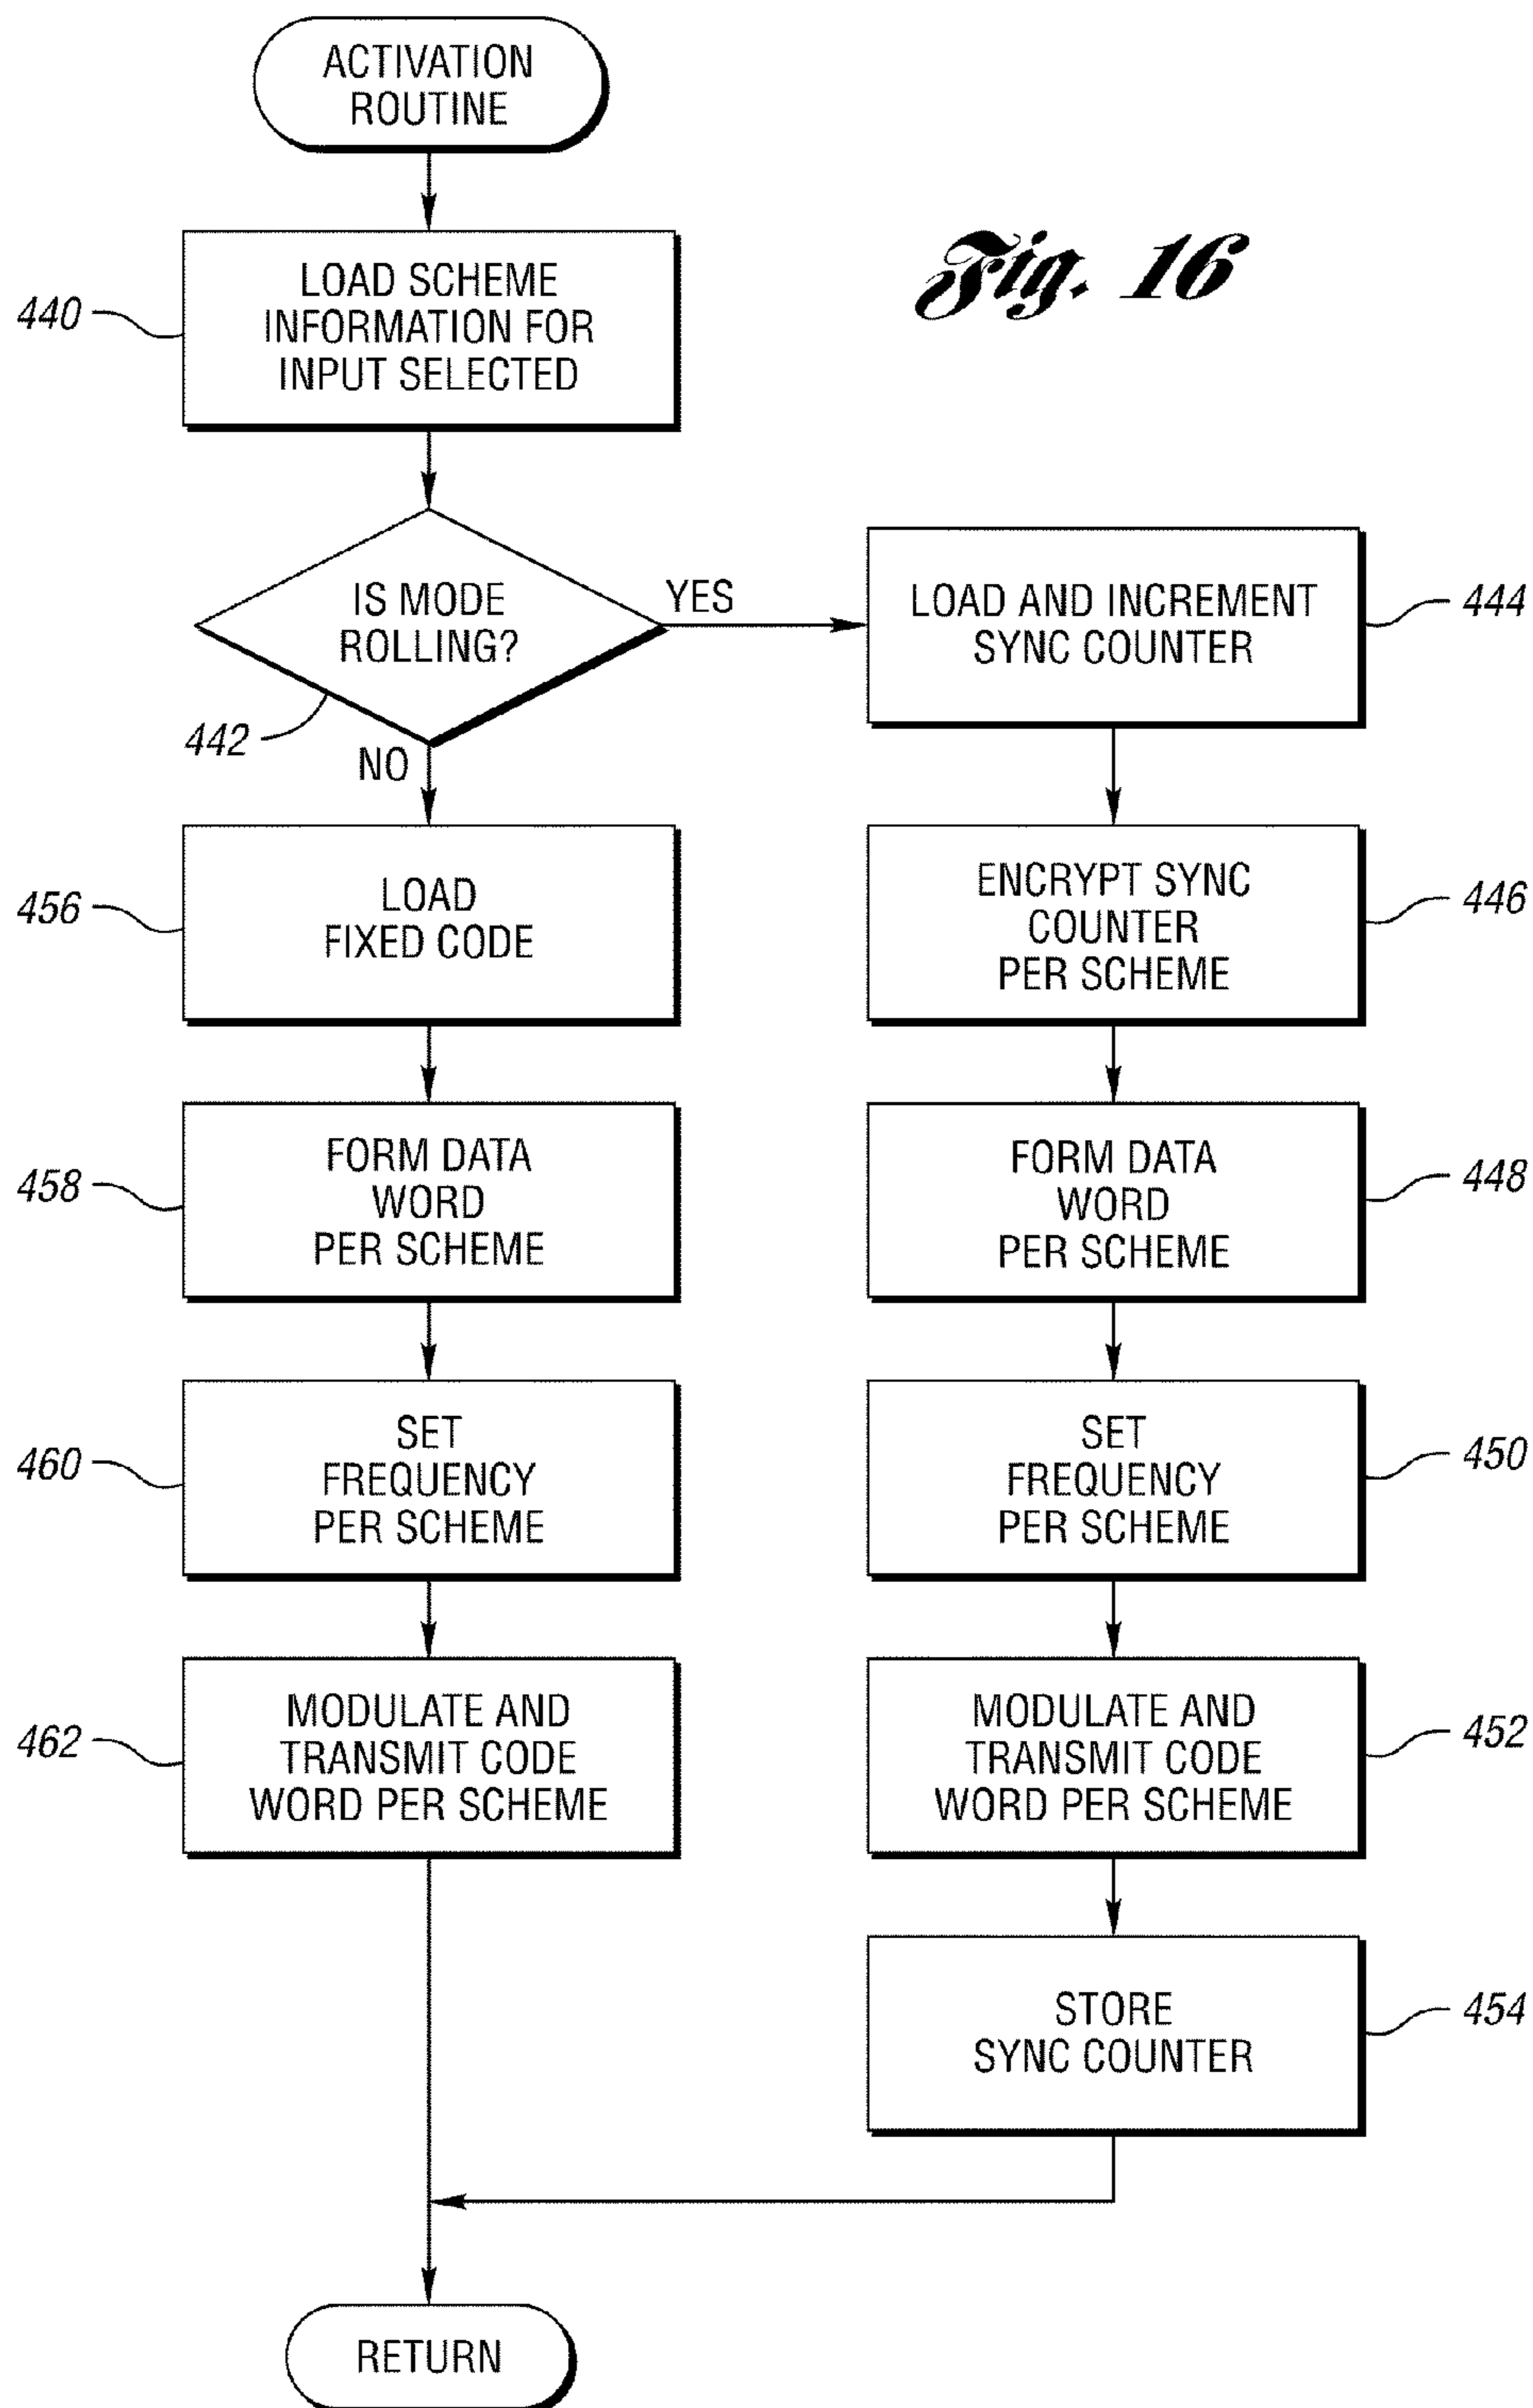 ACTIVATION
ROUTINE
Fig. 16
440
LOAD SCHEME
INFORMATION FOR
INPUT SELECTED
IS MODE
ROLLING?
YES
442
NO
LOAD AND INCREMENT
SYNC COUNTER
444
456
LOAD
FIXED CODE
ENCRYPT SYNC
COUNTER
PER SCHEME
446
458
FORM DATA
WORD
PER SCHEME
FORM DATA
WORD
PER SCHEME
448
460
SET
FREQUENCY
PER SCHEME
SET
FREQUENCY
PER SCHEME
450
462
MODULATE AND
TRANSMIT CODE
WORD PER SCHEME
MODULATE AND
TRANSMIT CODE
WORD PER SCHEME
452
STORE
SYNC COUNTER
454
RETURN